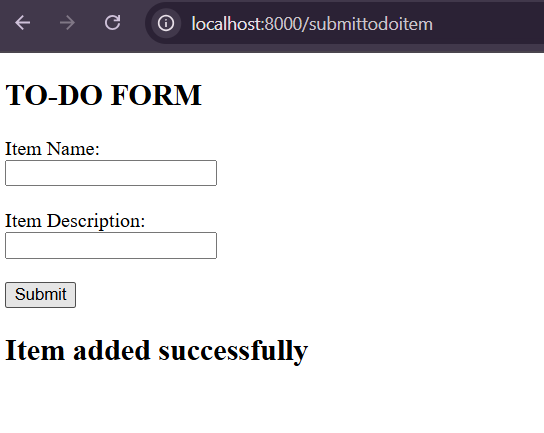 localhost:8000/submittodoitem
TO-DO FORM
Item Name:
Item Description:
Submit
Item added successfully